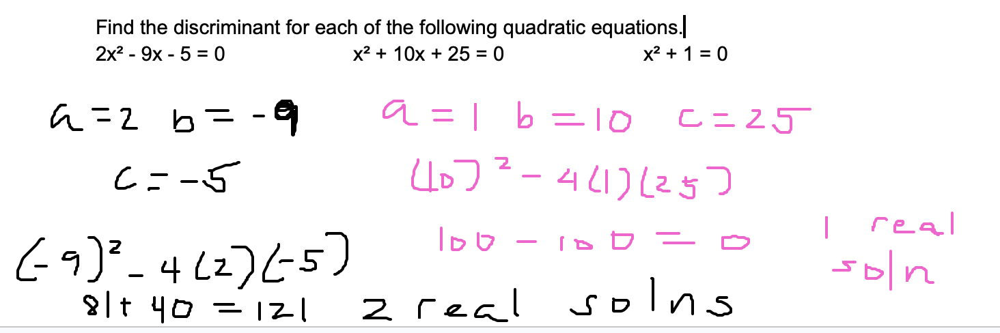 Find the discriminant for each of the following quadratic equations.
2x² - 9x - 5 = 0 x² + 10x + 25 = 0 x² + 1 = 0
a = 2 b = -9
c = -5
(-9)² - 4(2)(-5)
81 + 40 = 121 2 real solns
a = 1 b = 10 c = 25
(10)² - 4(1)(25)
100 - 100 = 0
1 real
soln